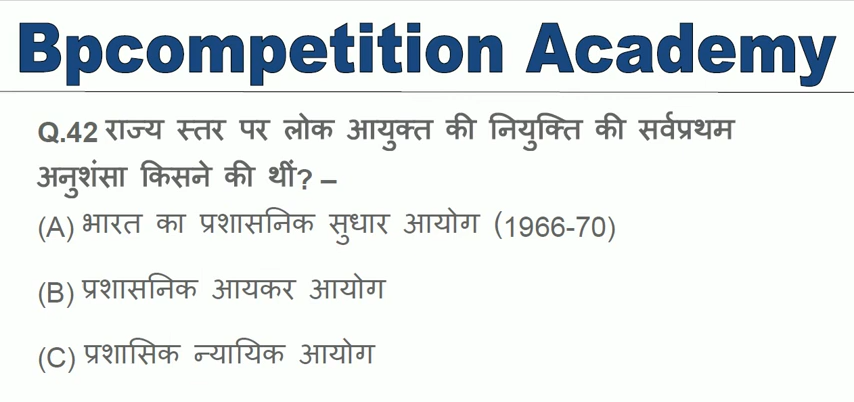 Bpcompetition Academy
Q.42 राज्य स्तर पर लोक आयुक्त की नियुक्ति की सर्वप्रथम
अनुशंसा किसने की थीं? –
(A) भारत का प्रशासनिक सुधार आयोग (1966-70)
(B) प्रशासनिक आयकर आयोग
(C) प्रशासिक न्यायिक आयोग